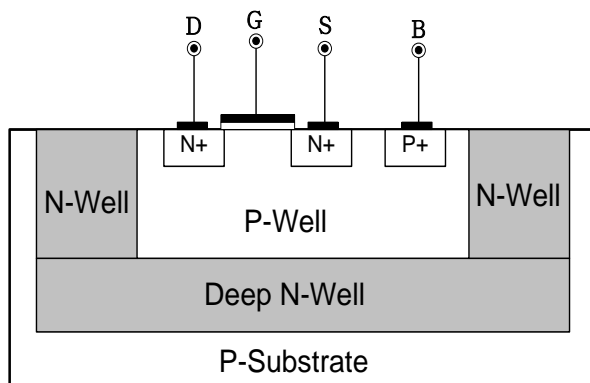 D G S B
N+ N+ P+
N-Well P-Well N-Well
Deep N-Well
P-Substrate